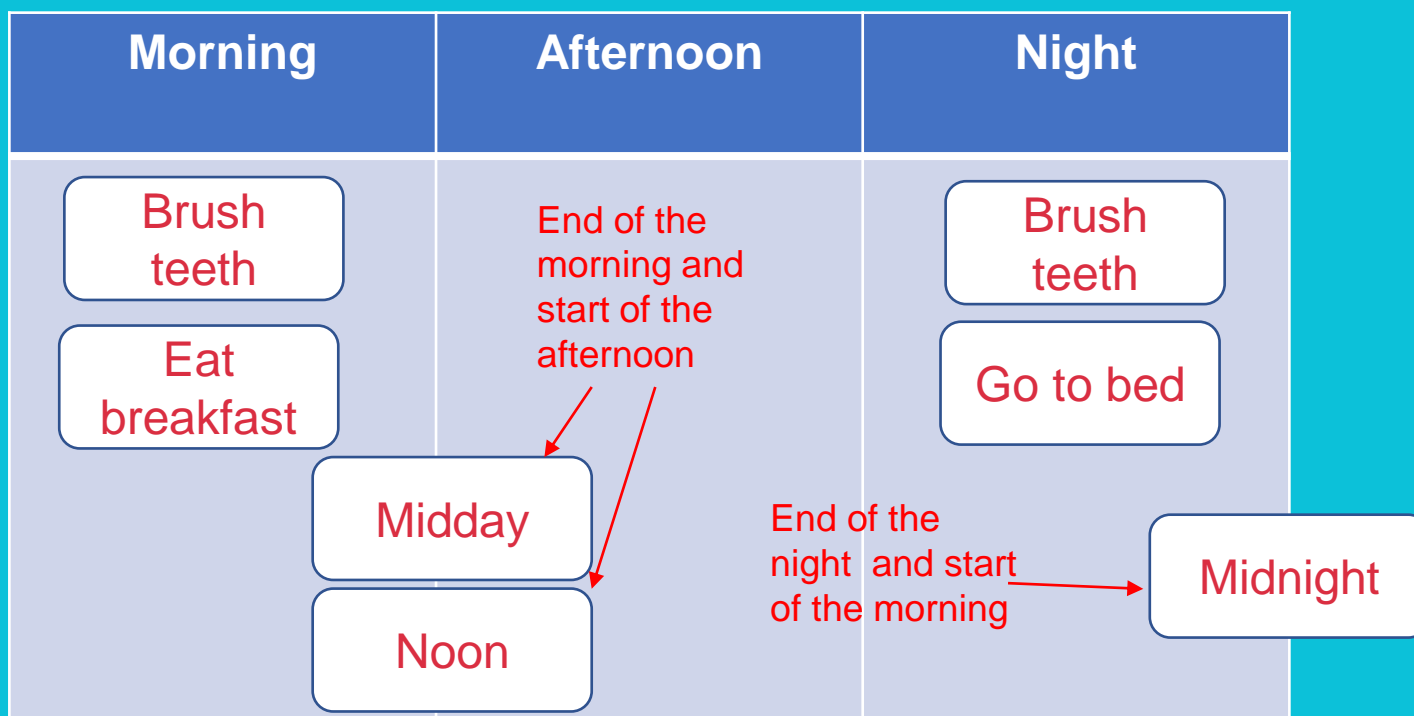 Morning
Afternoon
Night
Brush
teeth
Eat
breakfast
End of the
morning and
start of the
afternoon
Midday
Noon
Brush
teeth
Go to bed
End of the
night  and start
of the morning
Midnight